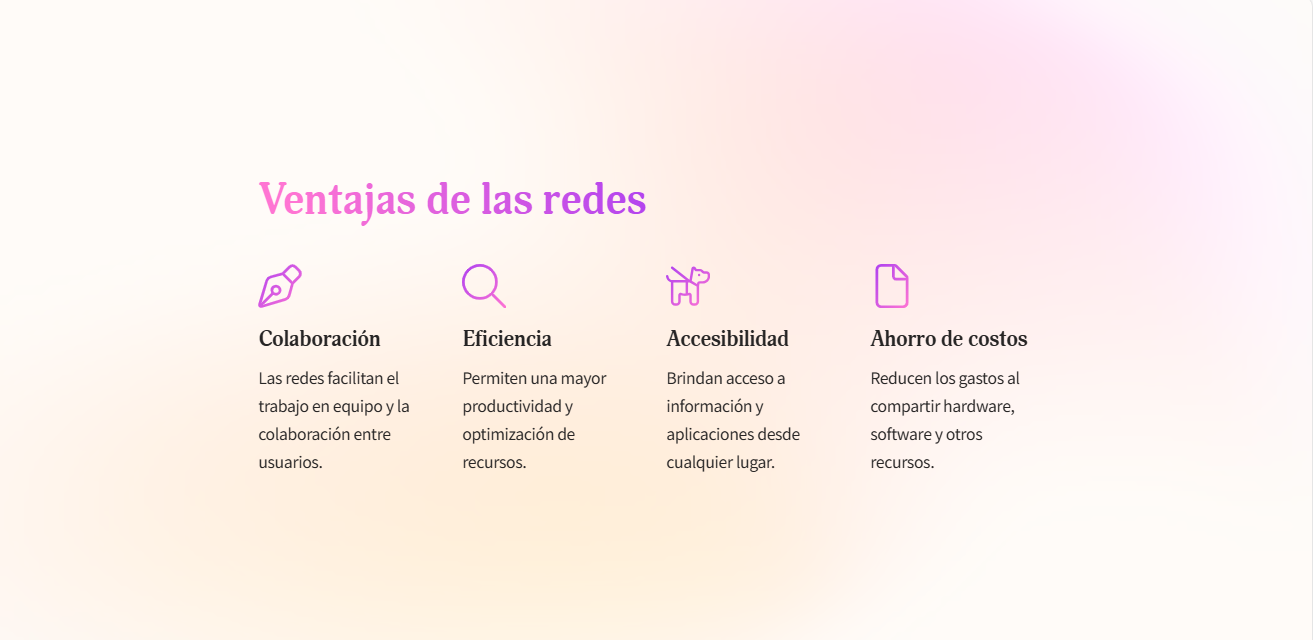 Ventajas de las redes
Colaboración
Las redes facilitan el
trabajo en equipo y la
colaboración entre
usuarios.
Eficiencia
Permiten una mayor
productividad y
optimización de
recursos.
Accesibilidad
Brindan acceso a
información y
aplicaciones desde
cualquier lugar.
Ahorro de costos
Reducen los gastos al
compartir hardware,
software y otros
recursos.